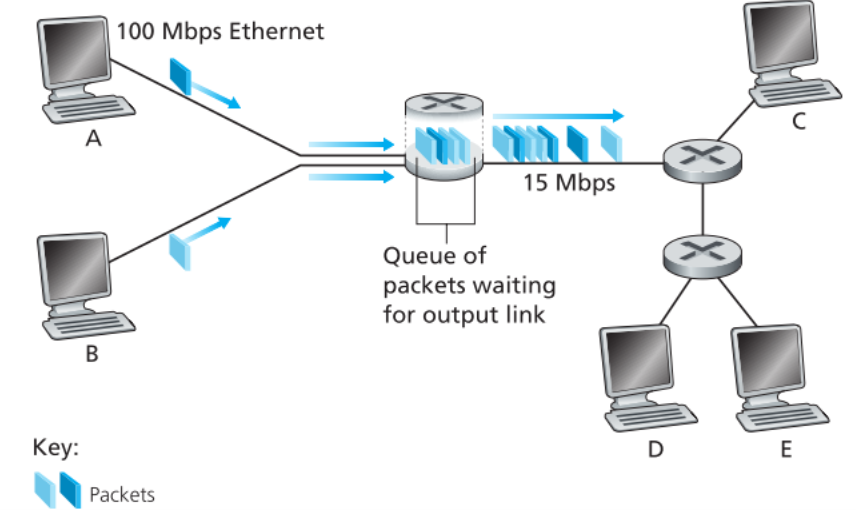 100 Mbps Ethernet
A
C
15 Mbps
Queue of
packets waiting
for output link
B
D
E
Key:
Packets